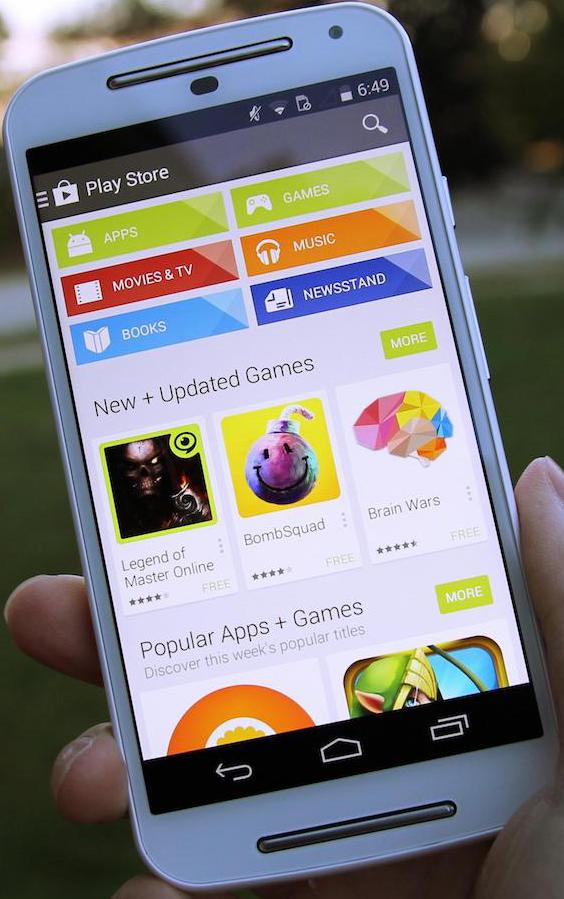 6:49
Play Store
APPS
GAMES
MOVIES & TV
MUSIC
BOOKS
NEWSSTAND
New + Updated Games
MORE
Legend of
Master Online
FREE
BombSquad
FREE
Brain Wars
FREE
Popular Apps + Games
MORE
Discover this week's popular titles